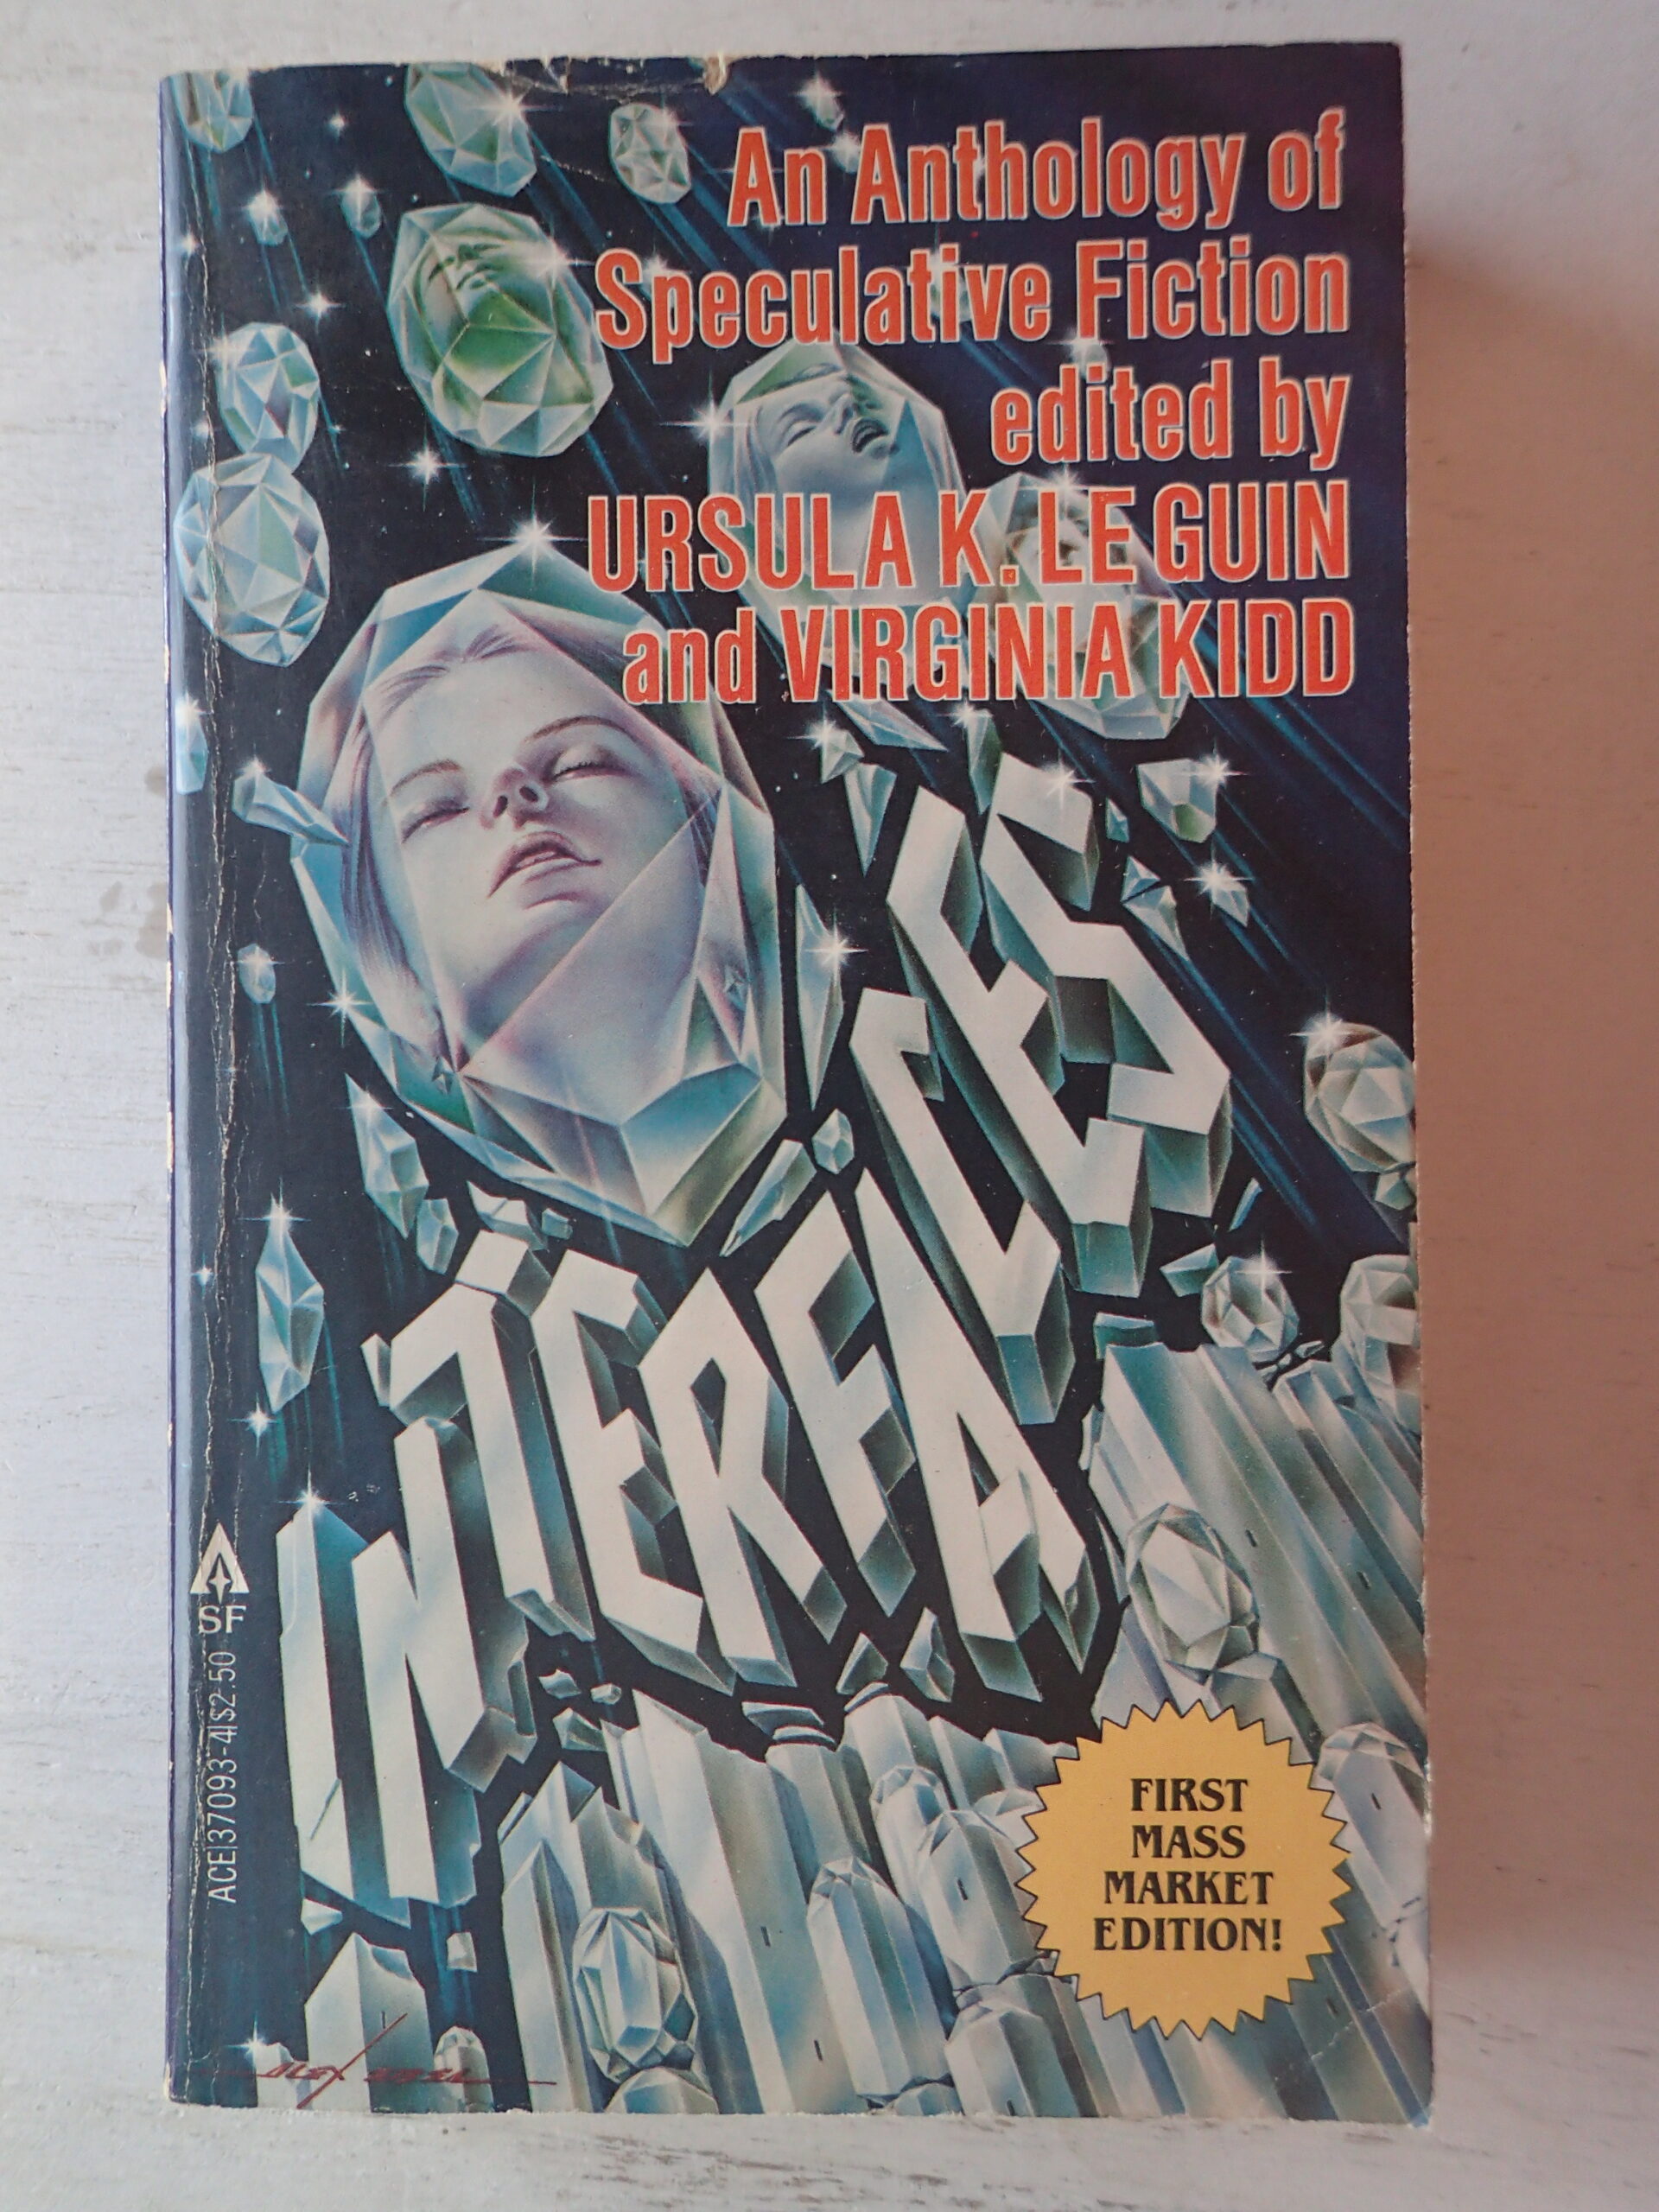 An Anthology of
Speculative Fiction
edited by
URSULA K. LE GUIN
and VIRGINIA KIDD
INTERFACES
SF
ACE|37093-4|$2.50
FIRST
MASS
MARKET
EDITION!